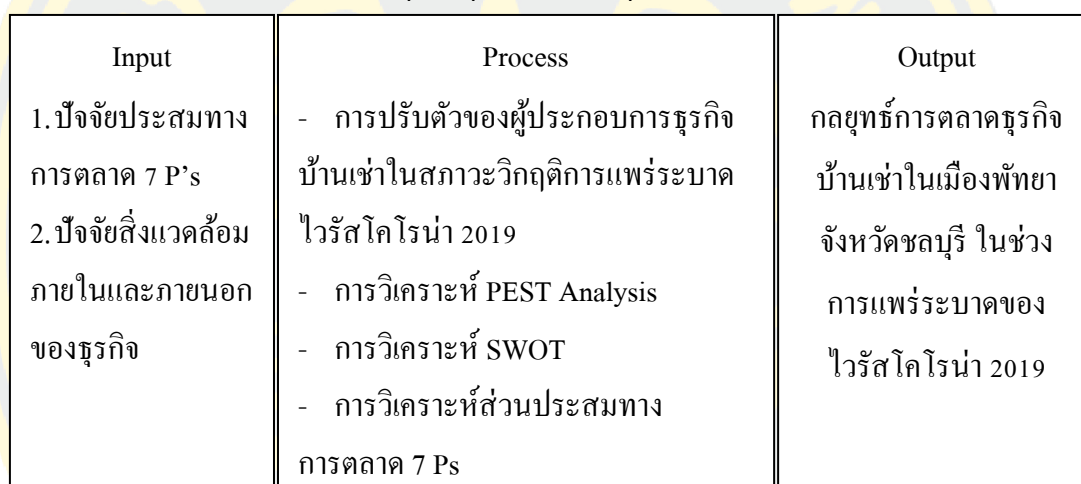 Input
1. ปัจจัยประสมทาง
การตลาด 7 P’s
2. ปัจจัยสิ่งแวดล้อม
ภายในและภายนอก
ของธุรกิจ
Process
- การปรับตัวของผู้ประกอบการธุรกิจ
บ้านเช่าในสภาวะวิกฤติการแพร่ระบาด
ไวรัสโคโรน่า 2019
- การวิเคราะห์ PEST Analysis
- การวิเคราะห์ SWOT
- การวิเคราะห์ส่วนประสมทาง
การตลาด 7 Ps
Output
กลยุทธ์การตลาดธุรกิจ
บ้านเช่าในเมืองพัทยา
จังหวัดชลบุรี ในช่วง
การแพร่ระบาดของ
ไวรัสโคโรน่า 2019